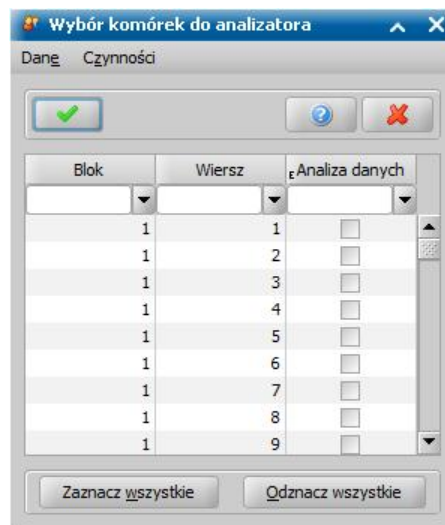 Wybór komórek do analizatora
Dane Czynności
Blok Wiersz EAnaliza danych
1 1
1 2
1 3
1 4
1 5
1 6
1 7
1 8
1 9
Zaznacz wszystkie Odznacz wszystkie